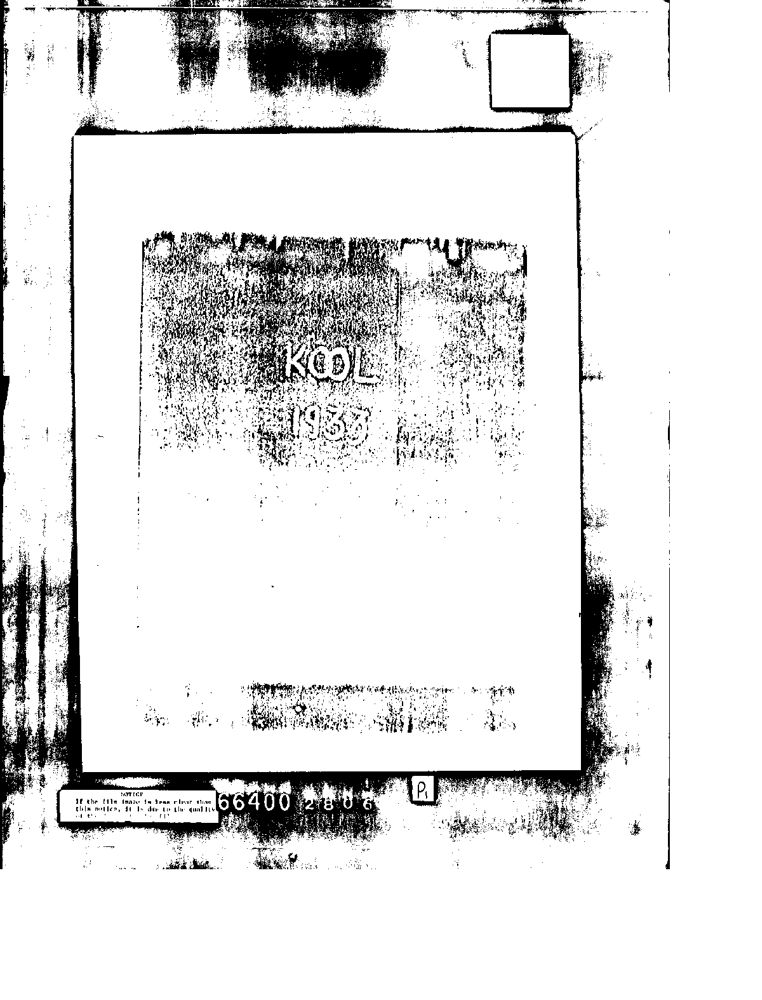 KOOL
1933
NOTICE
If the film image is less clear than
this notice, it is due to the quality
66400 2806
P1